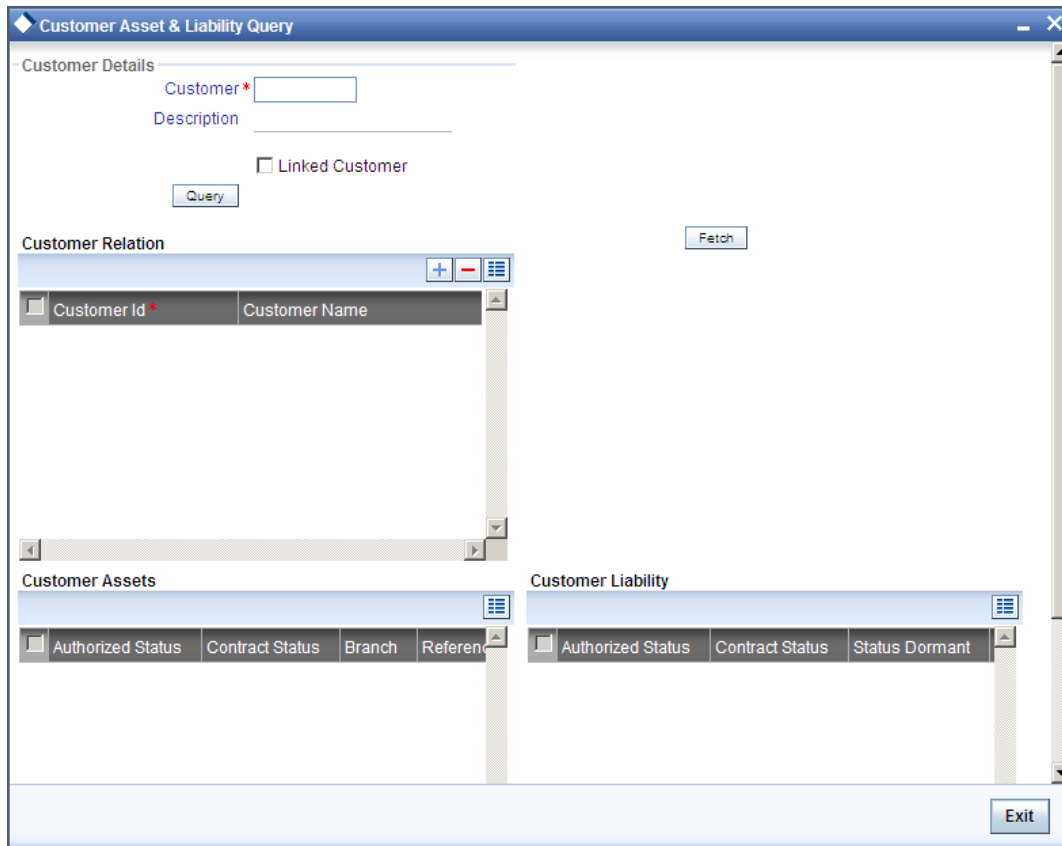 Customer Asset & Liability Query
Customer Details
Customer *
Description
Linked Customer
Query
Fetch
Customer Relation
Customer Id * Customer Name
Customer Assets
Authorized Status Contract Status Branch Referenc
Customer Liability
Authorized Status Contract Status Status Dormant
Exit